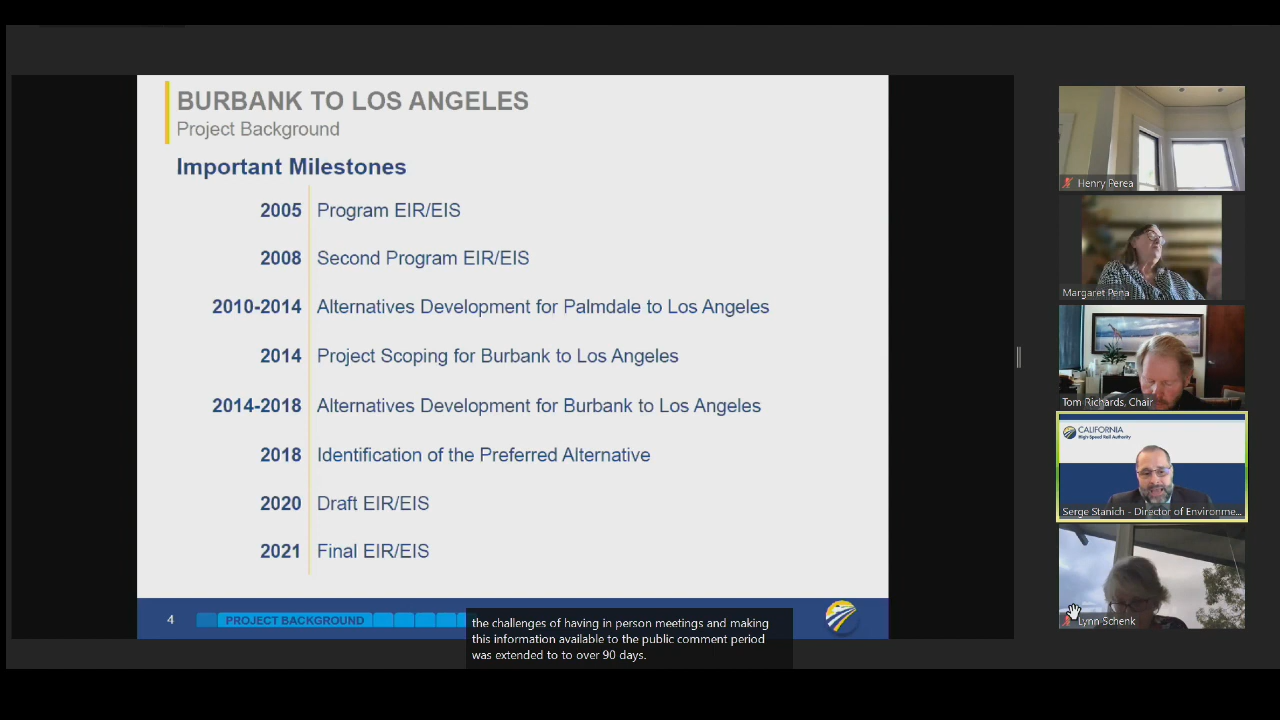 BURBANK TO LOS ANGELES
Project Background
Important Milestones
2005 Program EIR/EIS
2008 Second Program EIR/EIS
2010-2014 Alternatives Development for Palmdale to Los Angeles
2014 Project Scoping for Burbank to Los Angeles
2014-2018 Alternatives Development for Burbank to Los Angeles
2018 Identification of the Preferred Alternative
2020 Draft EIR/EIS
2021 Final EIR/EIS
4 PROJECT BACKGROUND
the challenges of having in person meetings and making
this information available to the public comment period
was extended to to over 90 days.
Henry Perea
Margaret Pena
Tom Richards, Chair
CALIFORNIA
High-Speed Rail Authority
Serge Stanich - Director of Environme...
Lynn Schenk